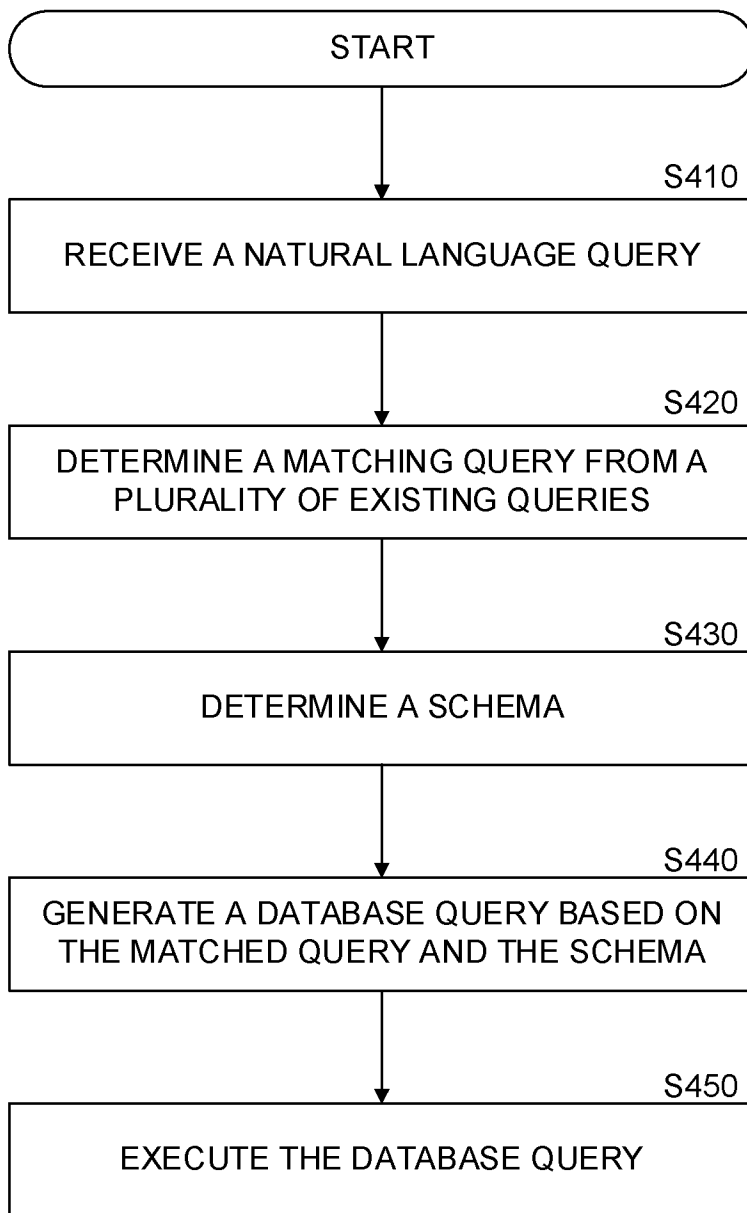 START
S410
RECEIVE A NATURAL LANGUAGE QUERY
S420
DETERMINE A MATCHING QUERY FROM A
PLURALITY OF EXISTING QUERIES
S430
DETERMINE A SCHEMA
S440
GENERATE A DATABASE QUERY BASED ON
THE MATCHED QUERY AND THE SCHEMA
S450
EXECUTE THE DATABASE QUERY